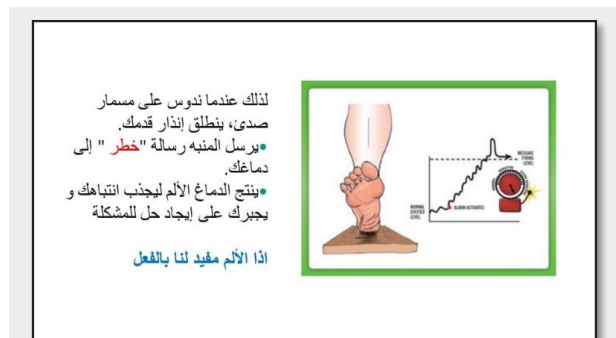 لذلك عندما ندوس على مسمار
صدئ، ينطلق إنذار قدمك.
•يرسل المنبه رسالة "خطر " إلى
دماغك.
•ينتج الدماغ الألم ليجذب انتباهك و
يجبرك على إيجاد حل للمشكلة
اذا الألم مفيد لنا بالفعل
MESSAGE
FIRING
LEVEL
NORMAL
EXCITED
LEVEL
ALARM ACTIVATES